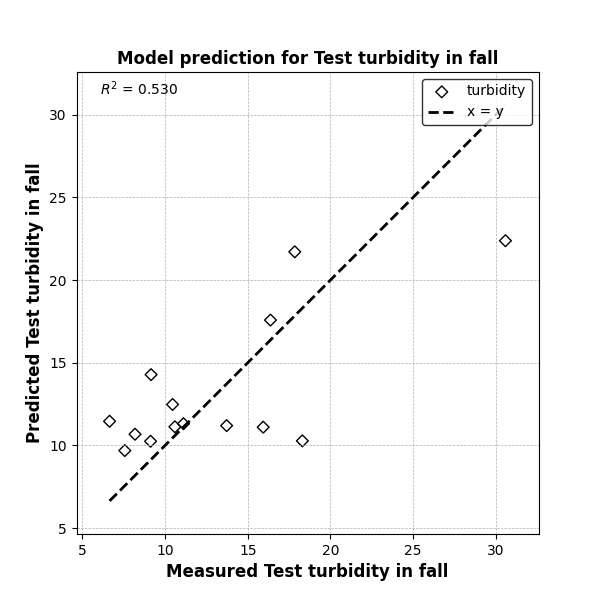 Model prediction for Test turbidity in fall
R² = 0.530
turbidity
x = y
30
25
20
15
10
5
Predicted Test turbidity in fall
5 10 15 20 25 30
Measured Test turbidity in fall